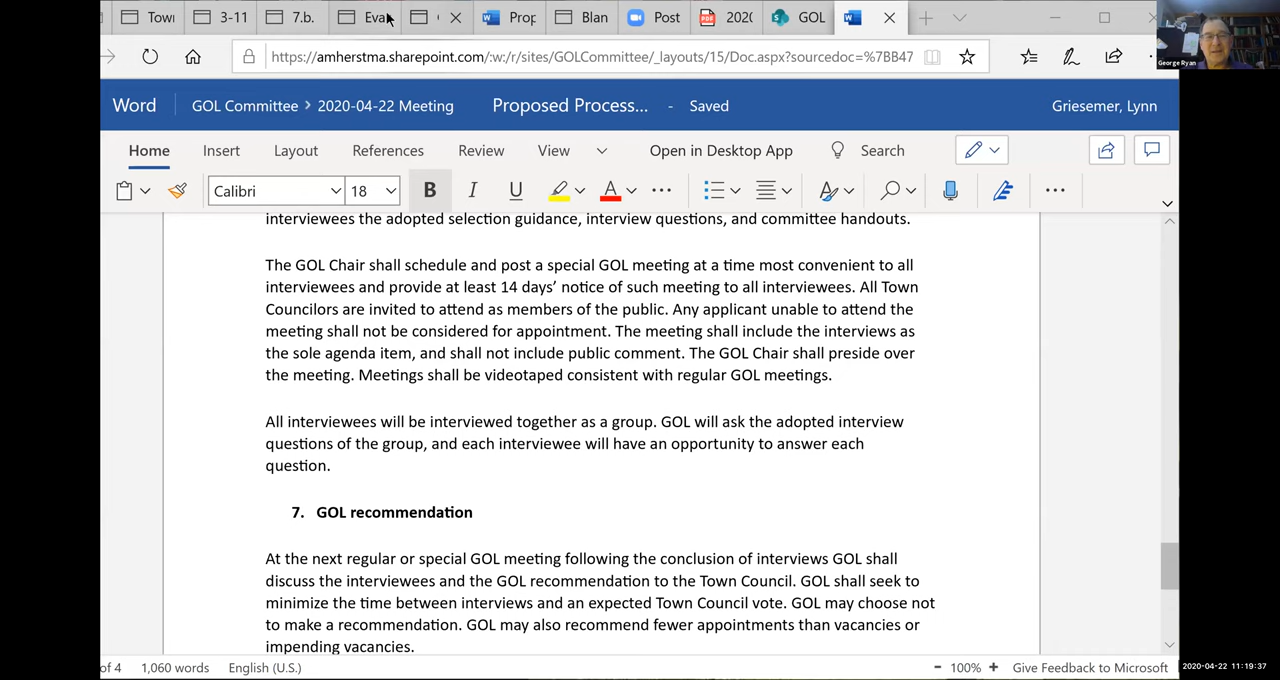 Town
3-11
7.b.
Eva
Prop
Blan
Post
2020
GOL
https://amherstma.sharepoint.com/:w:/r/sites/GOLCommittee/_layouts/15/Doc.aspx?sourcedoc=%7BB47
George Ryan
Word
GOL Committee > 2020-04-22 Meeting
Proposed Process... - Saved
Griesemer, Lynn
Home
Insert
Layout
References
Review
View
Open in Desktop App
Search
Calibri
18
B
I
U
A
interviewees the adopted selection guidance, interview questions, and committee handouts.
The GOL Chair shall schedule and post a special GOL meeting at a time most convenient to all
interviewees and provide at least 14 days’ notice of such meeting to all interviewees. All Town
Councilors are invited to attend as members of the public. Any applicant unable to attend the
meeting shall not be considered for appointment. The meeting shall include the interviews as
the sole agenda item, and shall not include public comment. The GOL Chair shall preside over
the meeting. Meetings shall be videotaped consistent with regular GOL meetings.
All interviewees will be interviewed together as a group. GOL will ask the adopted interview
questions of the group, and each interviewee will have an opportunity to answer each
question.
7. GOL recommendation
At the next regular or special GOL meeting following the conclusion of interviews GOL shall
discuss the interviewees and the GOL recommendation to the Town Council. GOL shall seek to
minimize the time between interviews and an expected Town Council vote. GOL may choose not
to make a recommendation. GOL may also recommend fewer appointments than vacancies or
impending vacancies.
of 4
1,060 words
English (U.S.)
100%
Give Feedback to Microsoft
2020-04-22 11:19:37